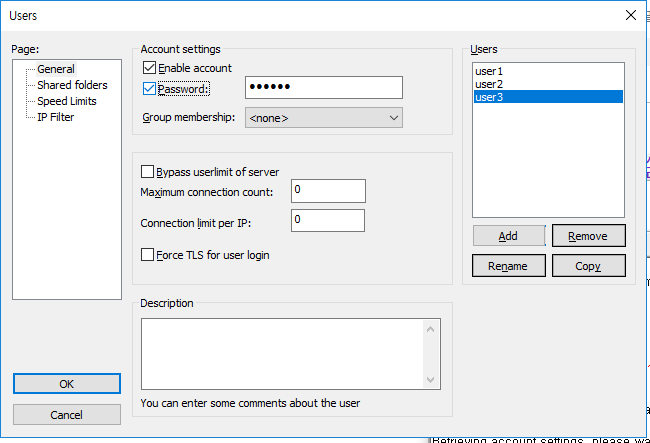 Users
Page:
General
Shared folders
Speed Limits
IP Filter
OK
Cancel
Account settings
Enable account
Password:
●●●●●●
Group membership:
<none>
Bypass userlimit of server
Maximum connection count:
0
Connection limit per IP:
0
Force TLS for user login
Description
You can enter some comments about the user
Users
user1
user2
user3
Add
Remove
Rename
Copy
Retrieving account settings, please wa